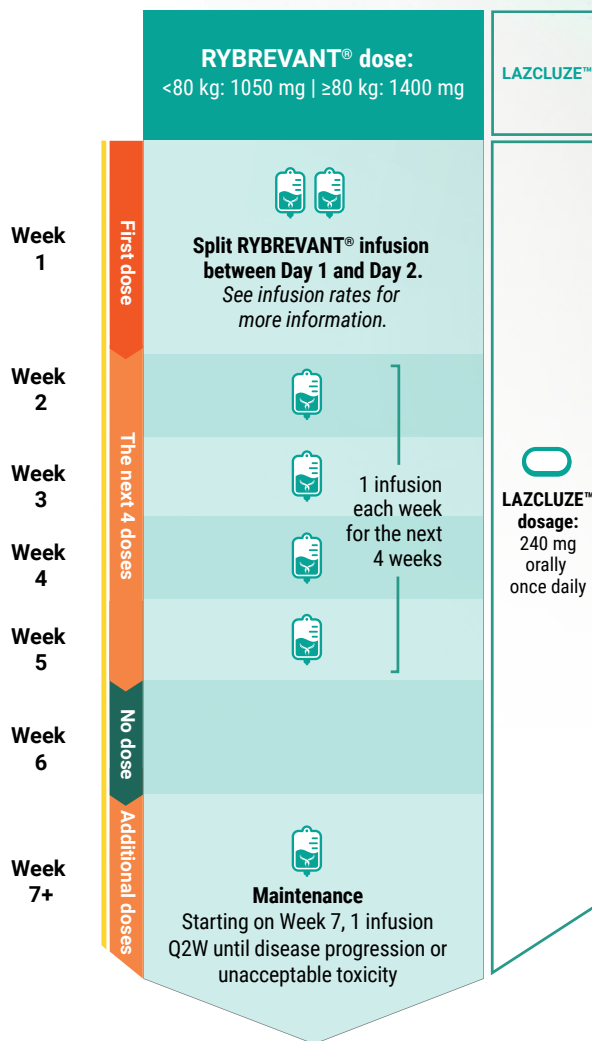 RYBREVANT® dose:
<80 kg: 1050 mg | ≥80 kg: 1400 mg
LAZCLUZE™
Week
1
First dose
Split RYBREVANT® infusion
between Day 1 and Day 2.
See infusion rates for
more information.
Week
2
The next 4 doses
Week
3
1 infusion
each week
for the next
4 weeks
LAZCLUZE™
dosage:
240 mg
orally
once daily
Week
4
Week
5
Week
6
No dose
Week
7+
Additional doses
Maintenance
Starting on Week 7, 1 infusion
Q2W until disease progression or
unacceptable toxicity